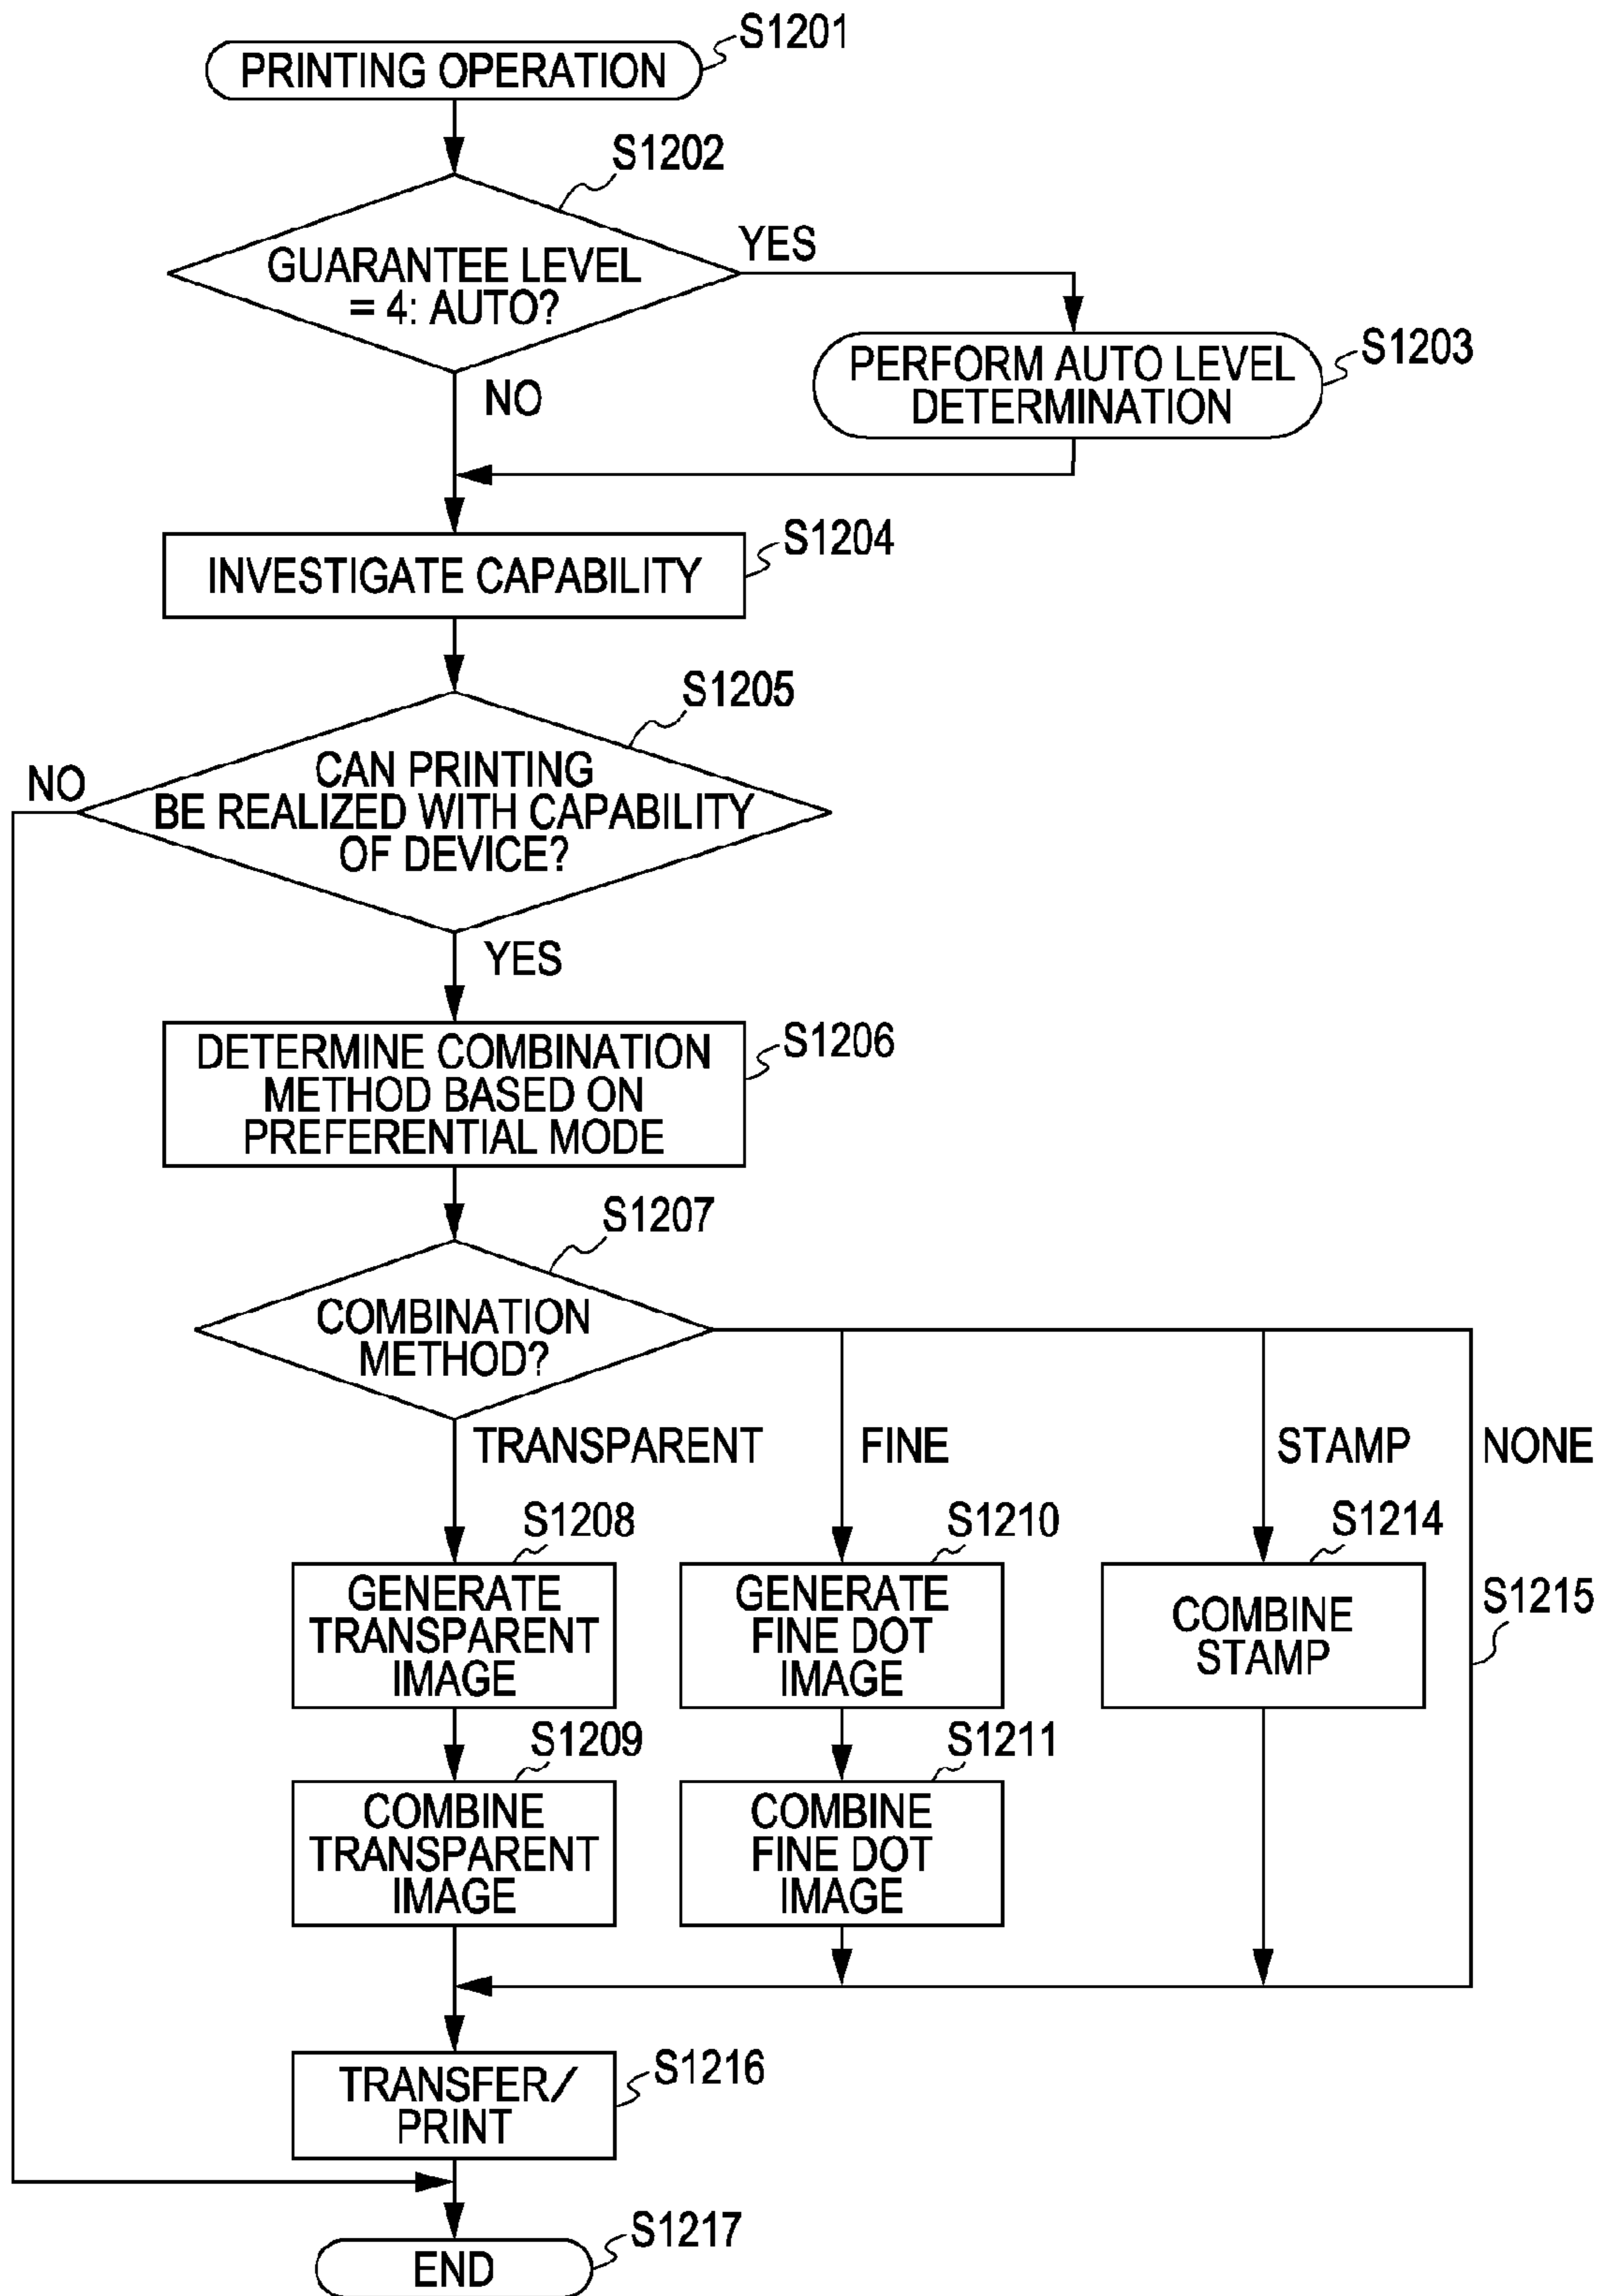 S1201
PRINTING OPERATION
S1202
GUARANTEE LEVEL
= 4: AUTO?
YES
NO
S1203
PERFORM AUTO LEVEL
DETERMINATION
S1204
INVESTIGATE CAPABILITY
S1205
CAN PRINTING
BE REALIZED WITH CAPABILITY
OF DEVICE?
NO
YES
S1206
DETERMINE COMBINATION
METHOD BASED ON
PREFERENTIAL MODE
S1207
COMBINATION
METHOD?
TRANSPARENT
FINE
STAMP
NONE
S1208
GENERATE
TRANSPARENT
IMAGE
S1210
GENERATE
FINE DOT
IMAGE
S1214
COMBINE
STAMP
S1215
S1209
COMBINE
TRANSPARENT
IMAGE
S1211
COMBINE
FINE DOT
IMAGE
S1216
TRANSFER/
PRINT
S1217
END